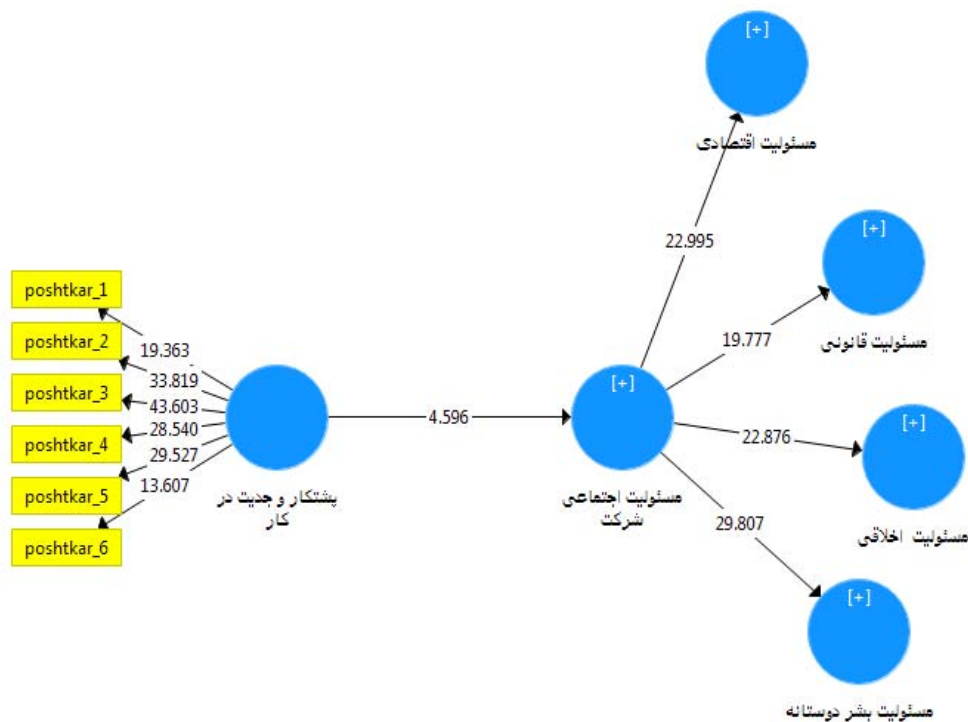 [+]
مسئولیت اقتصادی
22.995
[+]
مسئولیت قانونی
19.777
poshtkar_1
poshtkar_2
poshtkar_3
poshtkar_4
poshtkar_5
poshtkar_6
19.363
33.819
43.603
28.540
29.527
13.607
پشتکار و جدیت در
کار
4.596
[+]
مسئولیت اجتماعی
شرکت
22.876
[+]
مسئولیت اخلاقی
29.807
[+]
مسئولیت بشر دوستانه